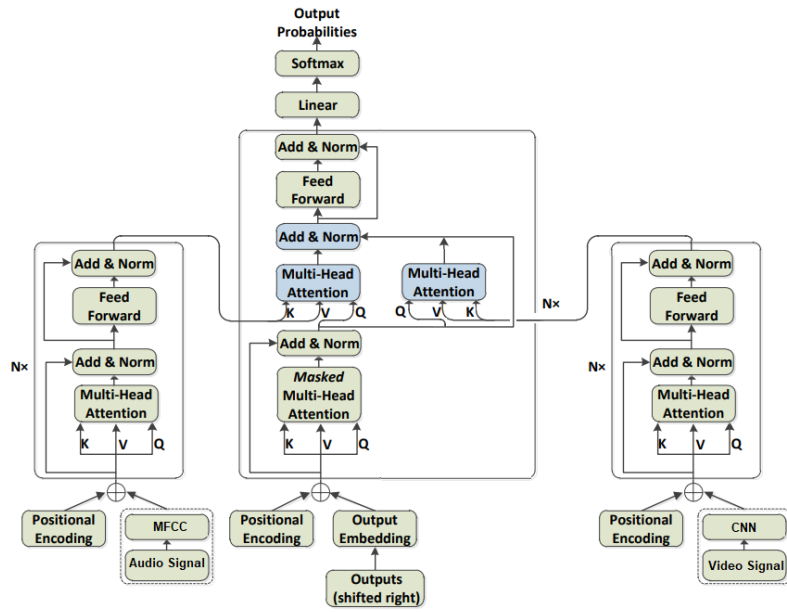 Output
Probabilities
Softmax
Linear
Add & Norm
Feed
Forward
Add & Norm
Multi-Head
Attention
Multi-Head
Attention
K
V
Q
Q
V
K
N×
Add & Norm
Masked
Multi-Head
Attention
K
V
Q
Positional
Encoding
Output
Embedding
Outputs
(shifted right)
Add & Norm
Feed
Forward
Add & Norm
N×
Multi-Head
Attention
K
V
Q
Positional
Encoding
MFCC
Audio Signal
Add & Norm
Feed
Forward
Add & Norm
N×
Multi-Head
Attention
K
V
Q
Positional
Encoding
CNN
Video Signal